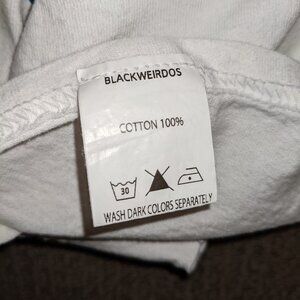 BLACKWEIRDOS
COTTON 100%
30
WASH DARK COLORS SEPARATELY